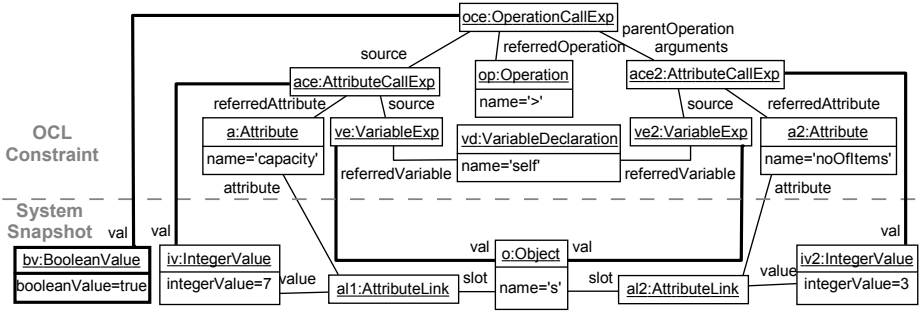 oce:OperationCallExp
parentOperation
source
referredOperation
arguments
ace:AttributeCallExp
op:Operation
name='>'
ace2:AttributeCallExp
referredAttribute
source
source
referredAttribute
OCL
Constraint
a:Attribute
name='capacity'
ve:VariableExp
vd:VariableDeclaration
name='self'
ve2:VariableExp
a2:Attribute
name='noOfItems'
referredVariable
referredVariable
attribute
attribute
System
Snapshot
val
val
val
val
val
bv:BooleanValue
booleanValue=true
iv:IntegerValue
integerValue=7
o:Object
name='s'
iv2:IntegerValue
integerValue=3
value
al1:AttributeLink
slot
slot
al2:AttributeLink
value